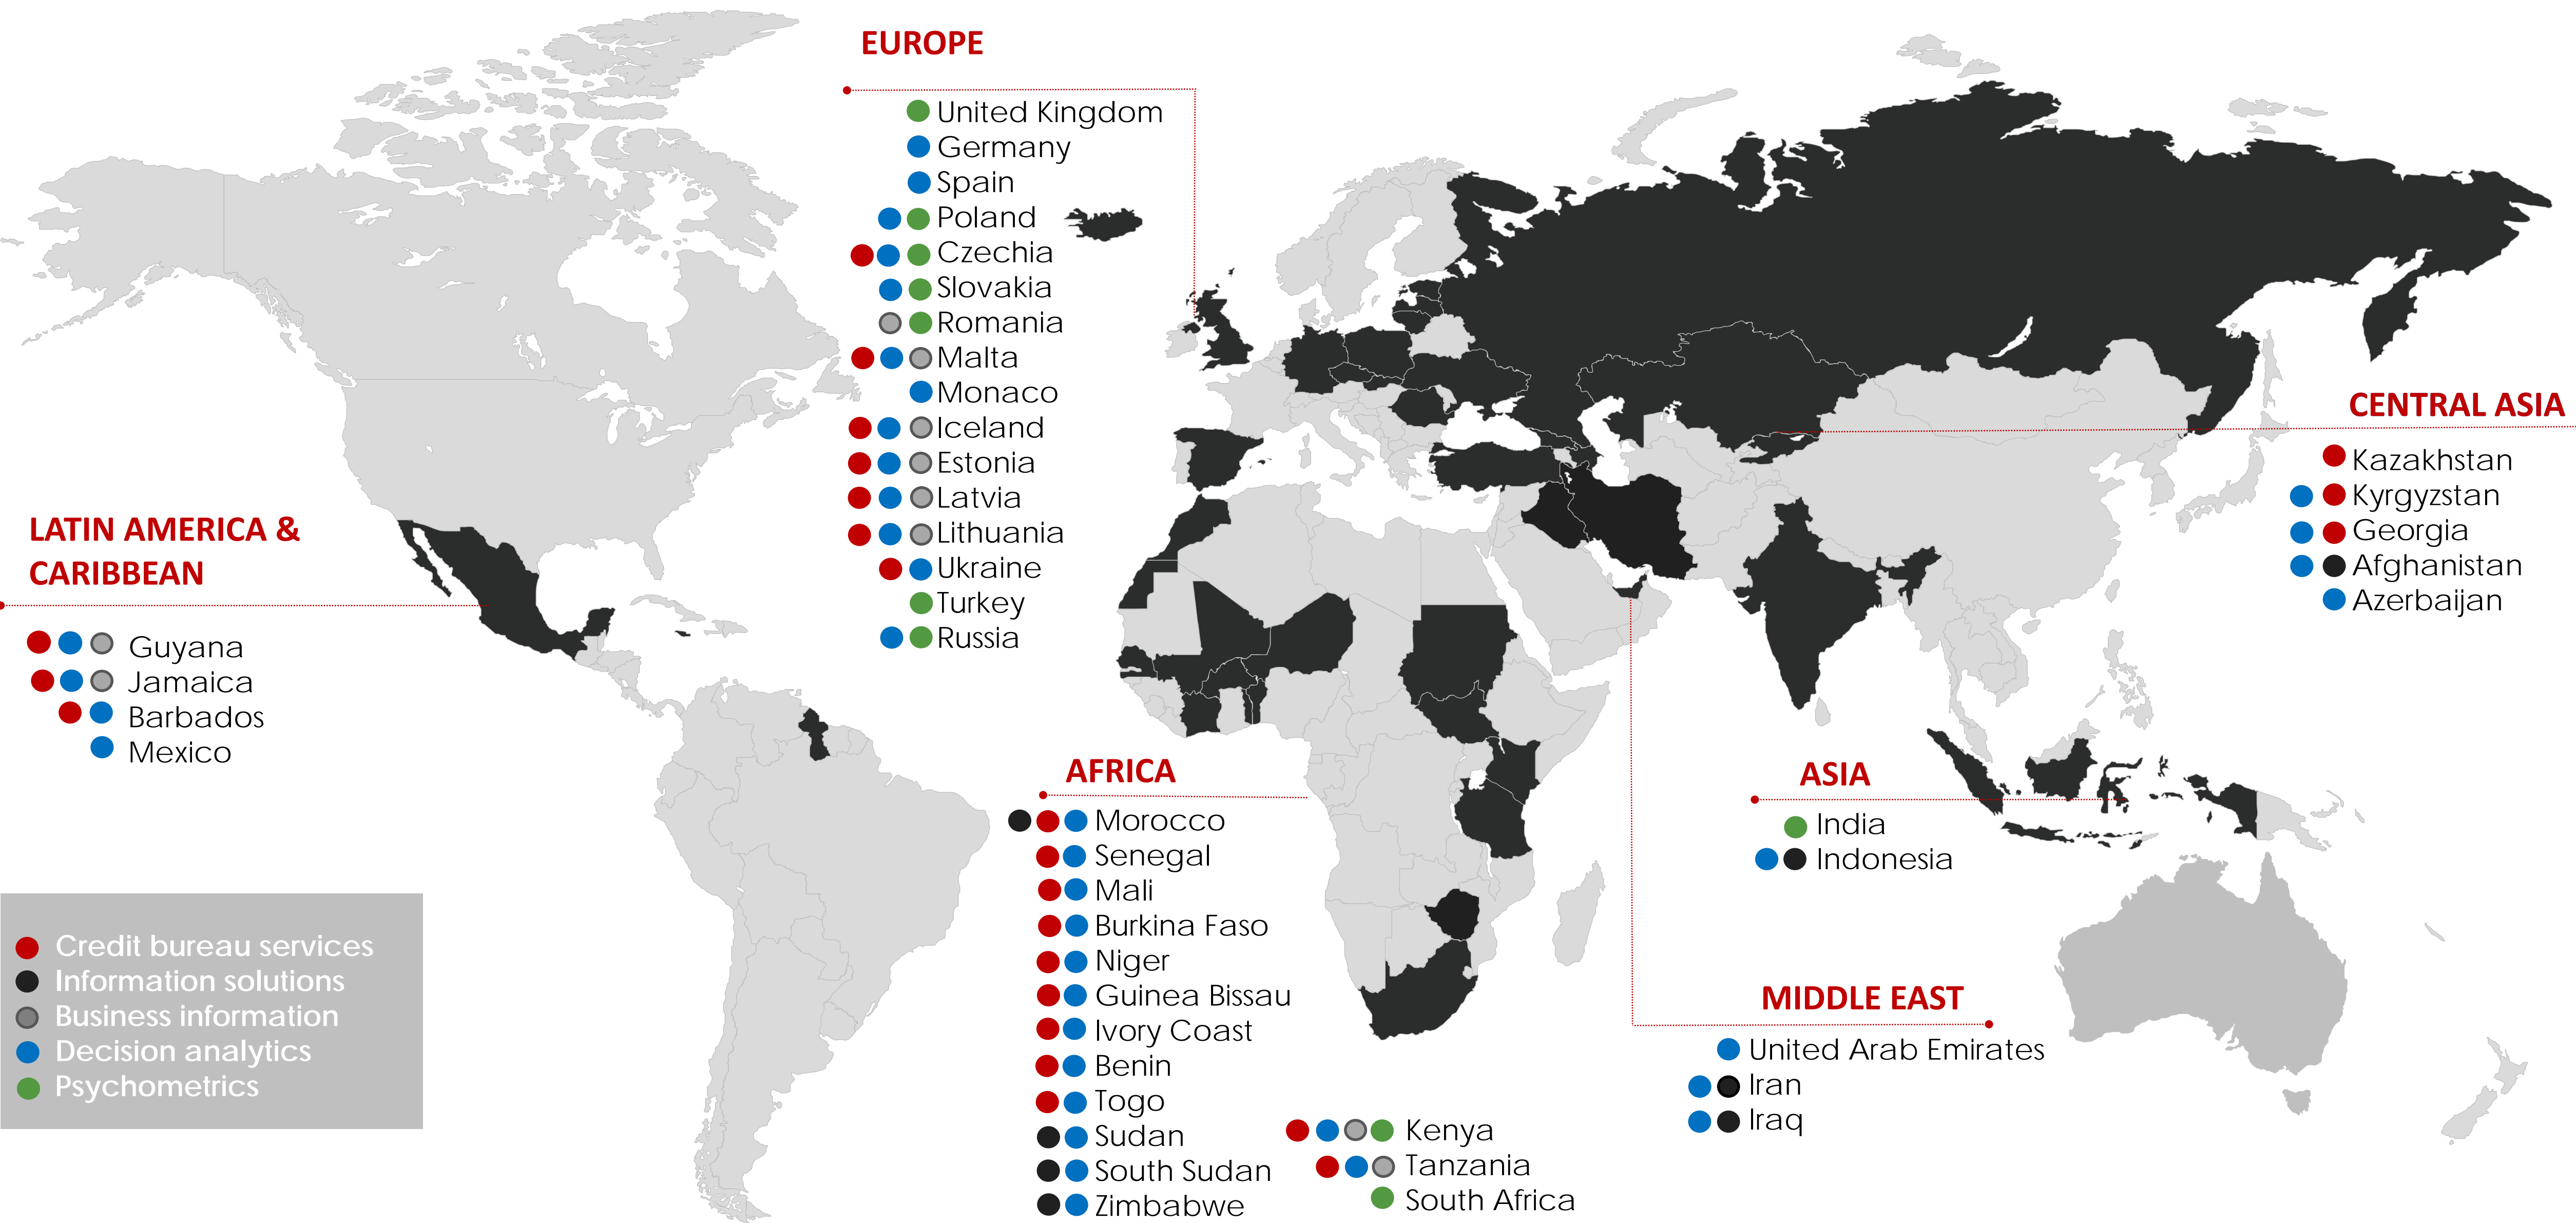 EUROPE
United Kingdom
Germany
Spain
Poland
Czechia
Slovakia
Romania
Malta
Monaco
Iceland
Estonia
Latvia
Lithuania
Ukraine
Turkey
Russia
CENTRAL ASIA
Kazakhstan
Kyrgyzstan
Georgia
Afghanistan
Azerbaijan
LATIN AMERICA &
CARIBBEAN
Guyana
Jamaica
Barbados
Mexico
AFRICA
Morocco
Senegal
Mali
Burkina Faso
Niger
Guinea Bissau
Ivory Coast
Benin
Togo
Sudan
South Sudan
Zimbabwe
Kenya
Tanzania
South Africa
ASIA
India
Indonesia
MIDDLE EAST
United Arab Emirates
Iran
Iraq
Credit bureau services
Information solutions
Business information
Decision analytics
Psychometrics